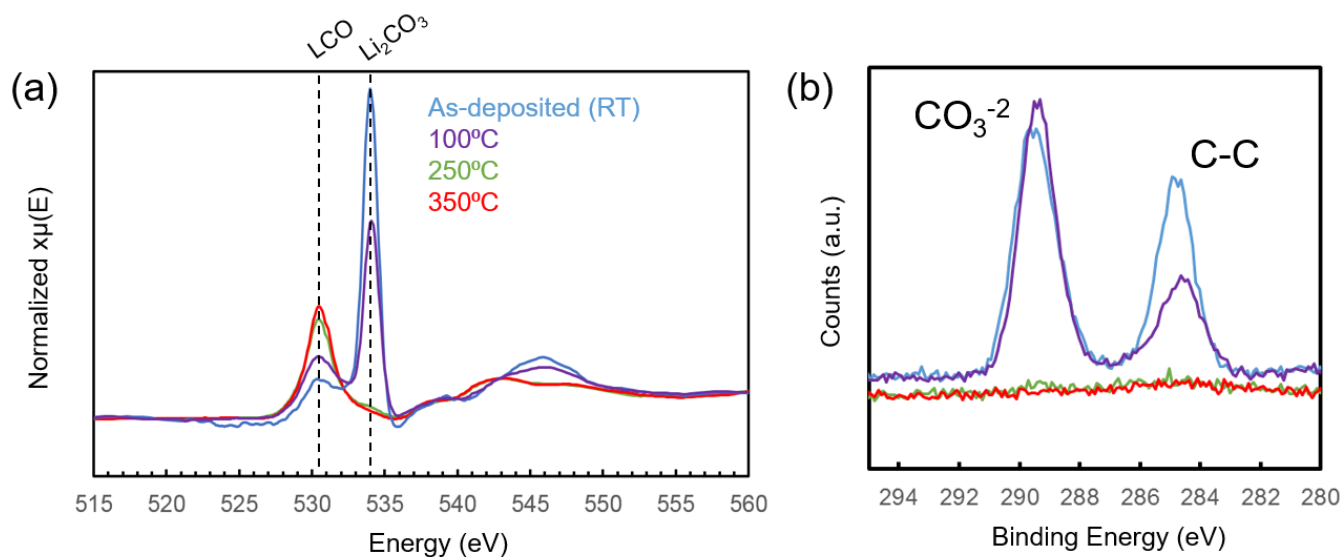 (a)
LCO
Li₂CO₃
As-deposited (RT)
100ºC
250ºC
350ºC
Normalized xμ(E)
515 520 525 530 535 540 545 550 555 560
Energy (eV)
(b)
CO₃⁻²
C-C
Counts (a.u.)
294 292 290 288 286 284 282 280
Binding Energy (eV)